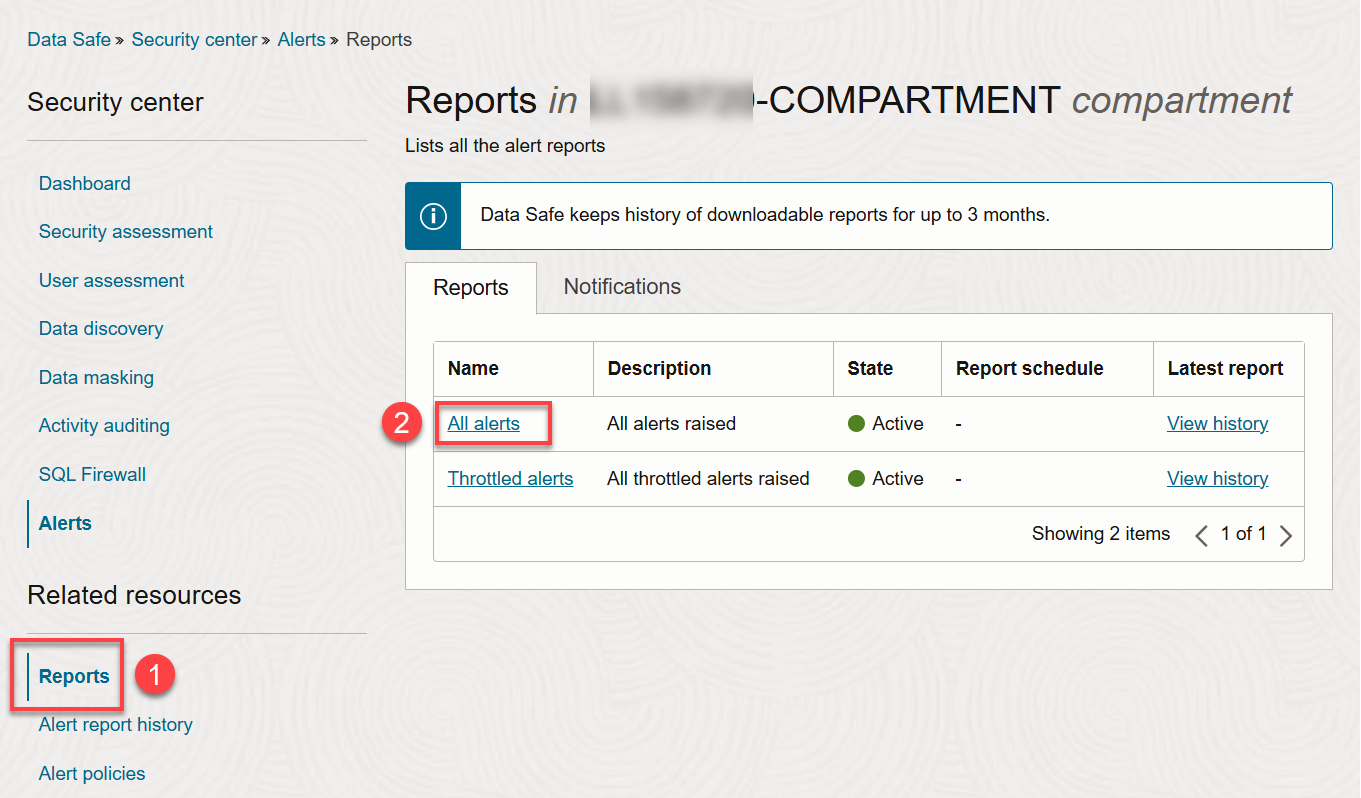 Data Safe » Security center » Alerts » Reports
Security center
Dashboard
Security assessment
User assessment
Data discovery
Data masking
Activity auditing
SQL Firewall
Alerts
Related resources
Reports 1
Alert report history
Alert policies
Reports in -COMPARTMENT compartment
Lists all the alert reports
Data Safe keeps history of downloadable reports for up to 3 months.
Reports Notifications
Name Description State Report schedule Latest report
2 All alerts All alerts raised Active - View history
Throttled alerts All throttled alerts raised Active - View history
Showing 2 items 1 of 1